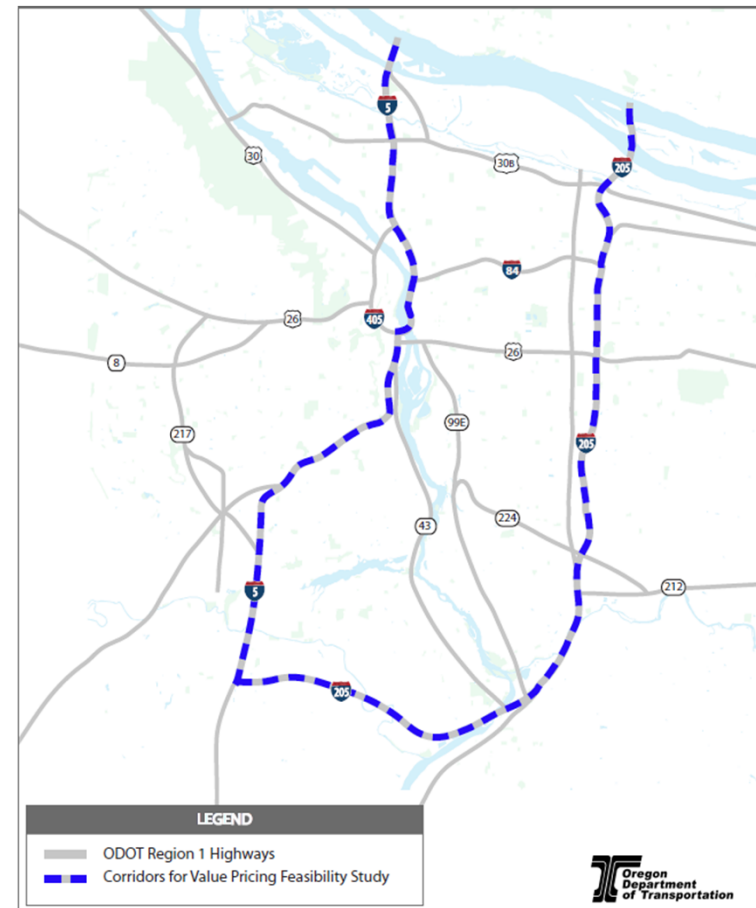 5
205
30
30B
84
405
26
26
8
99E
217
205
43
224
5
212
205
LEGEND
ODOT Region 1 Highways
Corridors for Value Pricing Feasibility Study
Oregon
Department
of Transportation